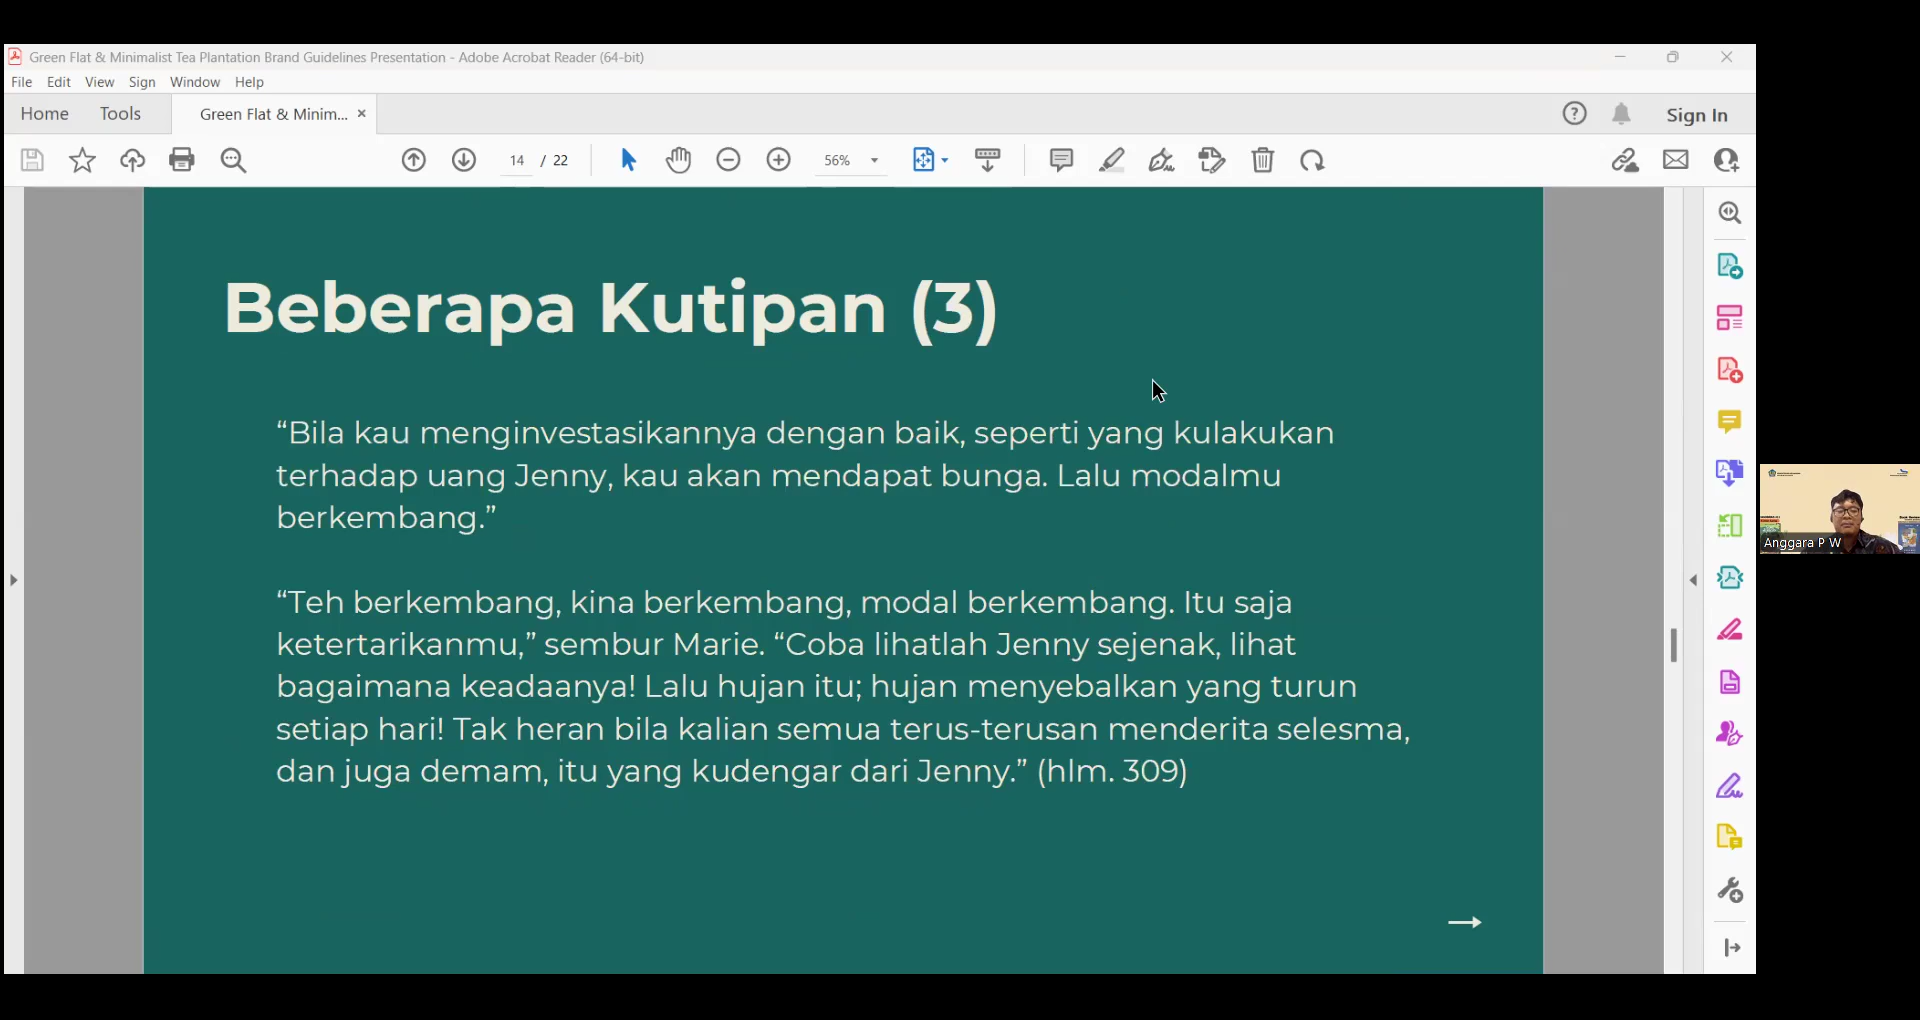 Green Flat & Minimalist Tea Plantation Brand Guidelines Presentation - Adobe Acrobat Reader (64-bit)
File Edit View Sign Window Help
Home Tools Green Flat & Minim... × Sign In
14 / 22 56%
Beberapa Kutipan (3)
“Bila kau menginvestasikannya dengan baik, seperti yang kulakukan
terhadap uang Jenny, kau akan mendapat bunga. Lalu modalmu
berkembang.”
“Teh berkembang, kina berkembang, modal berkembang. Itu saja
ketertarikanmu,” sembur Marie. “Coba lihatlah Jenny sejenak, lihat
bagaimana keadaanya! Lalu hujan itu; hujan menyebalkan yang turun
setiap hari! Tak heran bila kalian semua terus-terusan menderita selesma,
dan juga demam, itu yang kudengar dari Jenny.” (hlm. 309)
Anggara P W